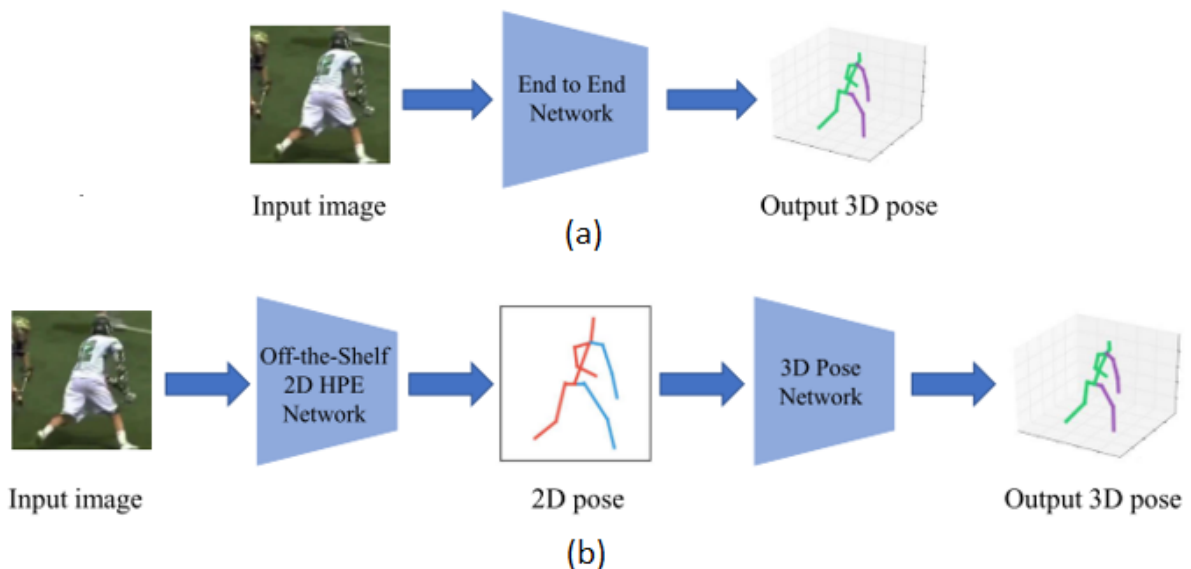 End to End
Network
Input image
Output 3D pose
(a)
Off-the-Shelf
2D HPE
Network
3D Pose
Network
Input image
2D pose
Output 3D pose
(b)